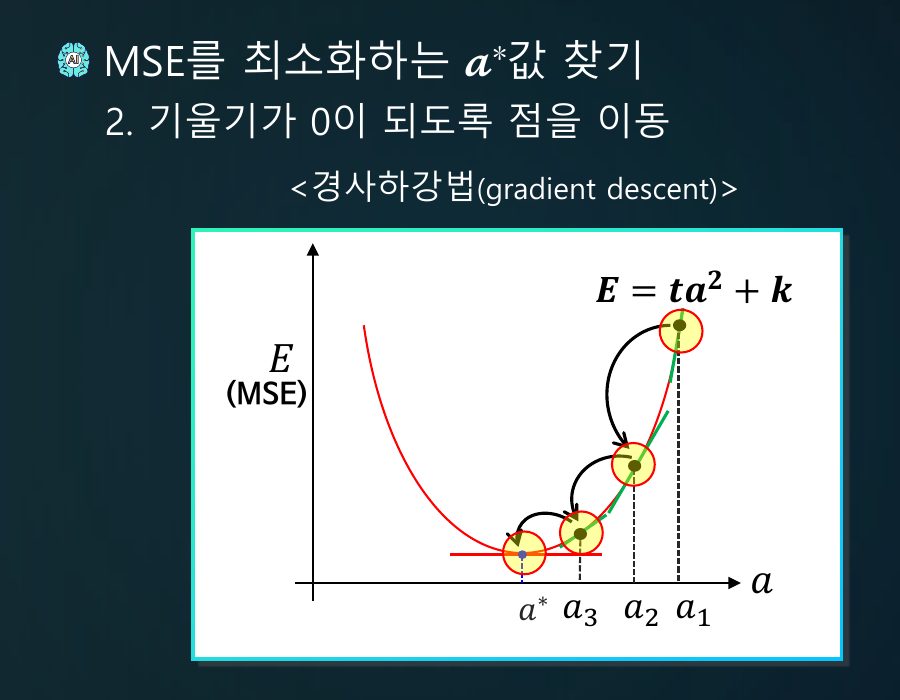 AI
MSE를 최소화하는 a*값 찾기
2. 기울기가 0이 되도록 점을 이동
<경사하강법(gradient descent)>
E = ta² + k
E
(MSE)
a
a* a₃ a₂ a₁